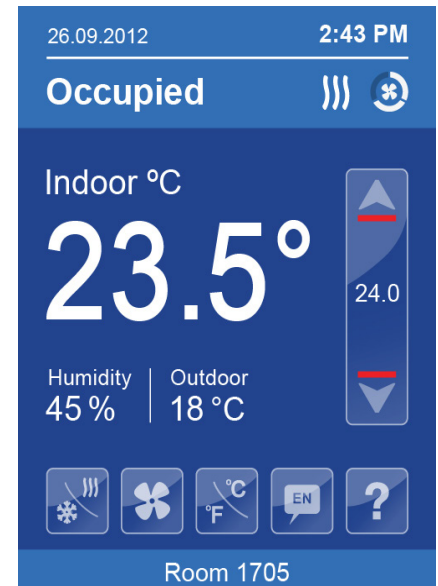 26.09.2012 2:43 PM
Occupied
Indoor ºC
23.5°
24.0
Humidity Outdoor
45 % 18 °C
°C
°F
EN
?
Room 1705